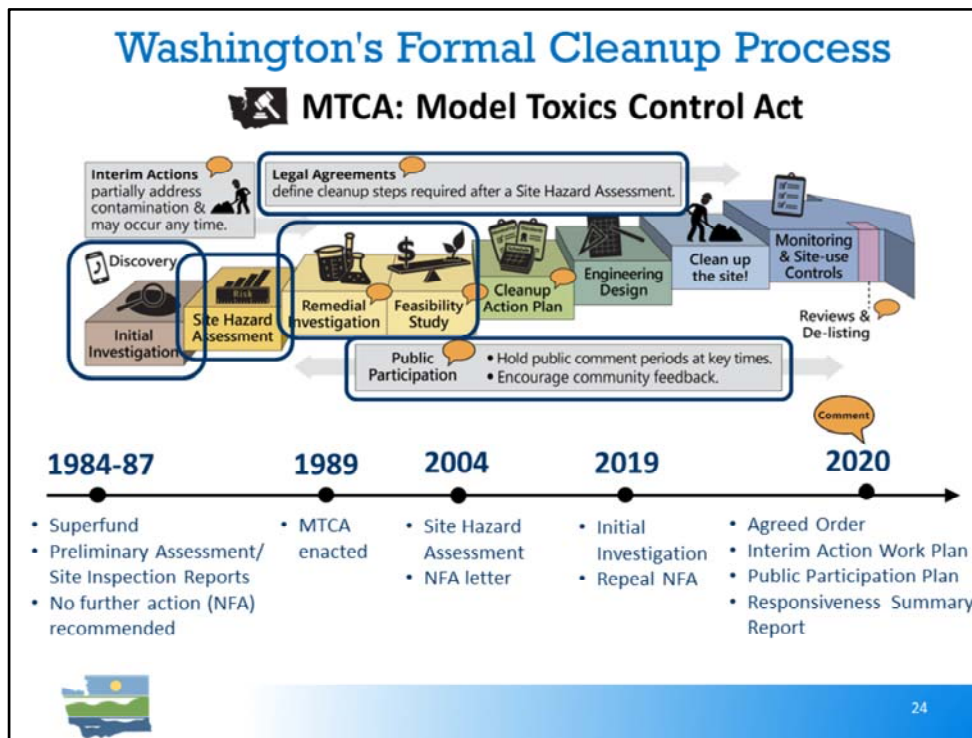 Washington's Formal Cleanup Process
MTCA: Model Toxics Control Act
Interim Actions
partially address
contamination &
may occur any time.
Legal Agreements
define cleanup steps required after a Site Hazard Assessment.
Discovery
Initial
Investigation
Risk
Site Hazard
Assessment
Remedial
Investigation
Feasibility
Study
Cleanup
Action Plan
Engineering
Design
Clean up
the site!
Monitoring
& Site-use
Controls
Reviews &
De-listing
Public
Participation
• Hold public comment periods at key times.
• Encourage community feedback.
Comment
1984-87
• Superfund
• Preliminary Assessment/
Site Inspection Reports
• No further action (NFA)
recommended
1989
• MTCA
enacted
2004
• Site Hazard
Assessment
• NFA letter
2019
• Initial
Investigation
• Repeal NFA
2020
• Agreed Order
• Interim Action Work Plan
• Public Participation Plan
• Responsiveness Summary
Report
24